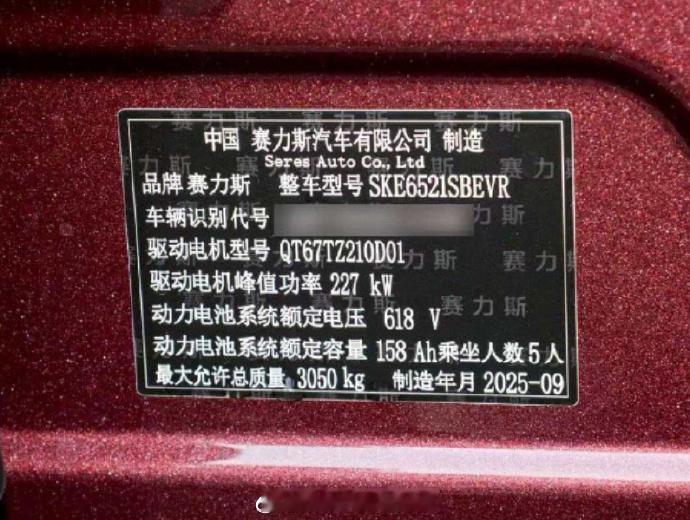 中国 赛力斯汽车有限公司 制造
Seres Auto Co., Ltd
品牌 赛力斯 整车型号 SKE6521SBEVR
车辆识别代号
驱动电机型号 QT67TZ210D01
驱动电机峰值功率 227 kW
动力电池系统额定电压 618 V
动力电池系统额定容量 158 Ah 乘坐人数 5 人
最大允许总质量 3050 kg 制造年月 2025-09